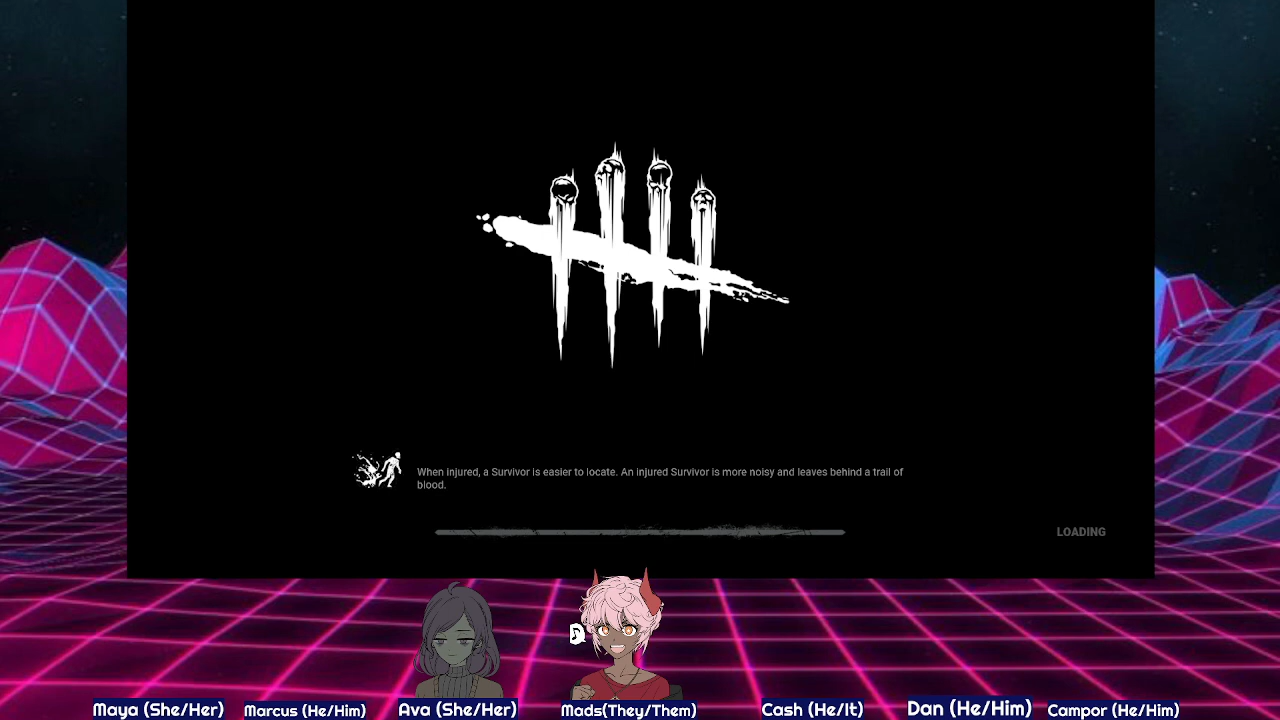 When injured, a Survivor is easier to locate. An injured Survivor is more noisy and leaves behind a trail of
blood.
LOADING
Maya (She/Her)
Marcus (He/Him)
Ava (She/Her)
Mads(They/Them)
Cash (He/It)
Dan (He/Him)
Campor (He/Him)